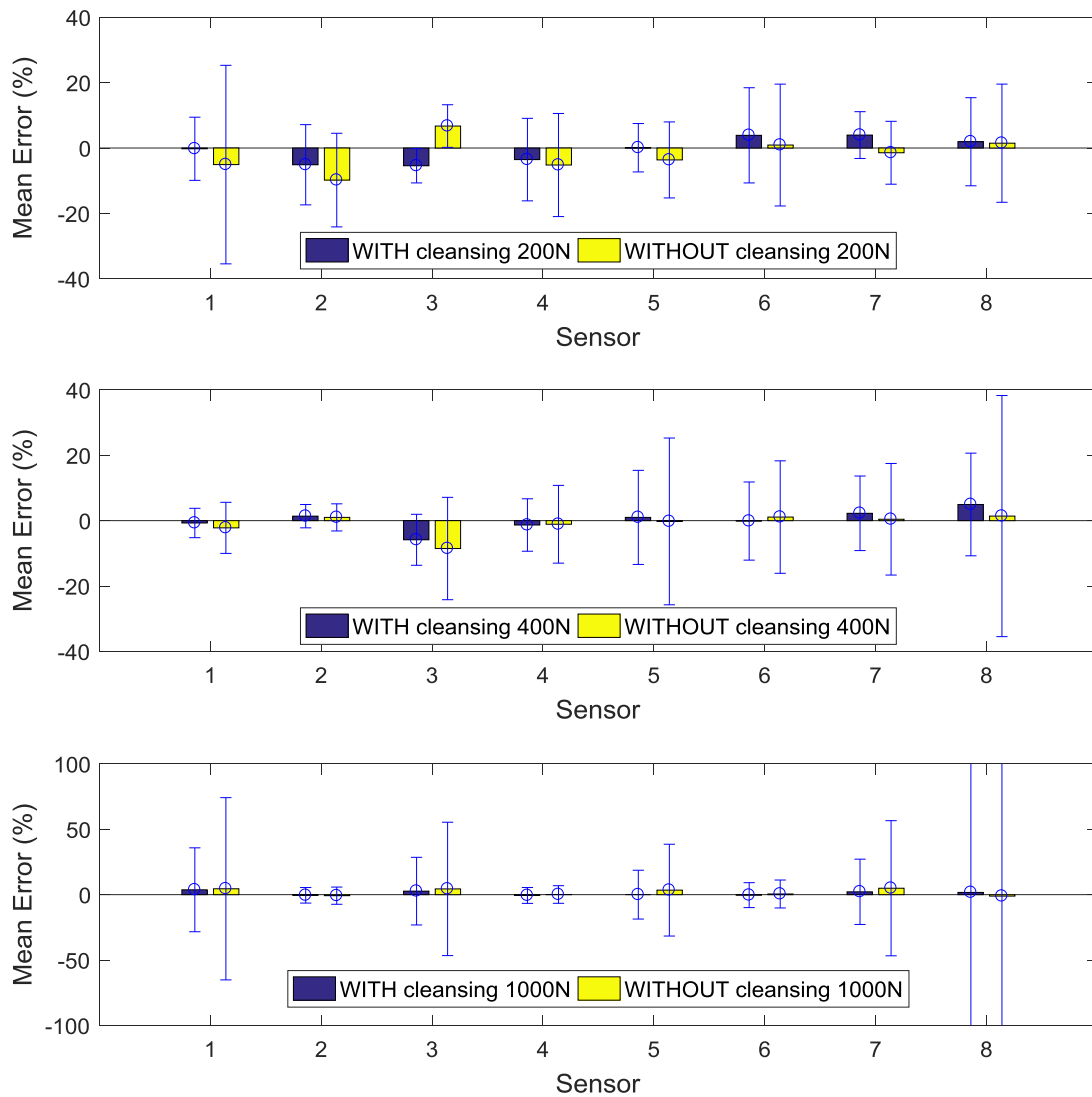 40
20
0
-20
-40
Mean Error (%)
WITH cleansing 200N WITHOUT cleansing 200N
1 2 3 4 5 6 7 8
Sensor
40
20
0
-20
-40
Mean Error (%)
WITH cleansing 400N WITHOUT cleansing 400N
1 2 3 4 5 6 7 8
Sensor
100
50
0
-50
-100
Mean Error (%)
WITH cleansing 1000N WITHOUT cleansing 1000N
1 2 3 4 5 6 7 8
Sensor